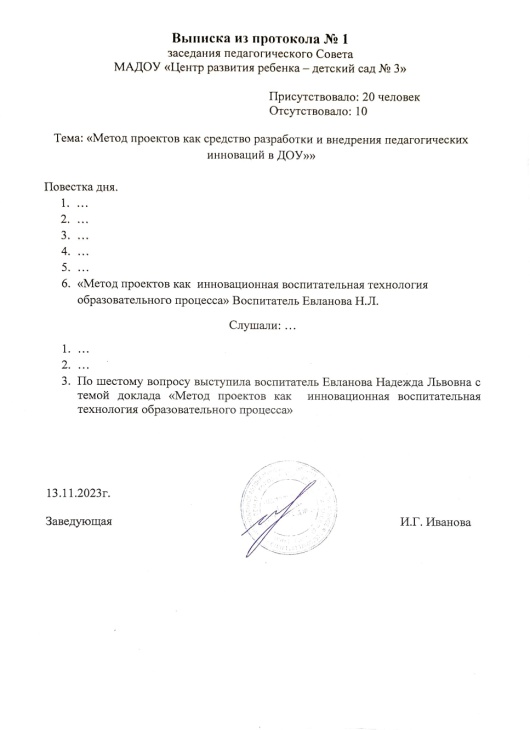 Выписка из протокола № 1
заседания педагогического Совета
МАДОУ «Центр развития ребенка – детский сад № 3»
Присутствовало: 20 человек
Отсутствовало: 10
Тема: «Метод проектов как средство разработки и внедрения педагогических
инноваций в ДОУ»»
Повестка дня.
1. …
2. …
3. …
4. …
5. …
6. «Метод проектов как инновационная воспитательная технология
образовательного процесса» Воспитатель Евланова Н.Л.
Слушали: …
1. …
2. …
3. По шестому вопросу выступила воспитатель Евланова Надежда Львовна с
темой доклада «Метод проектов как инновационная воспитательная
технология образовательного процесса»
13.11.2023г.
Заведующая
И.Г. Иванова